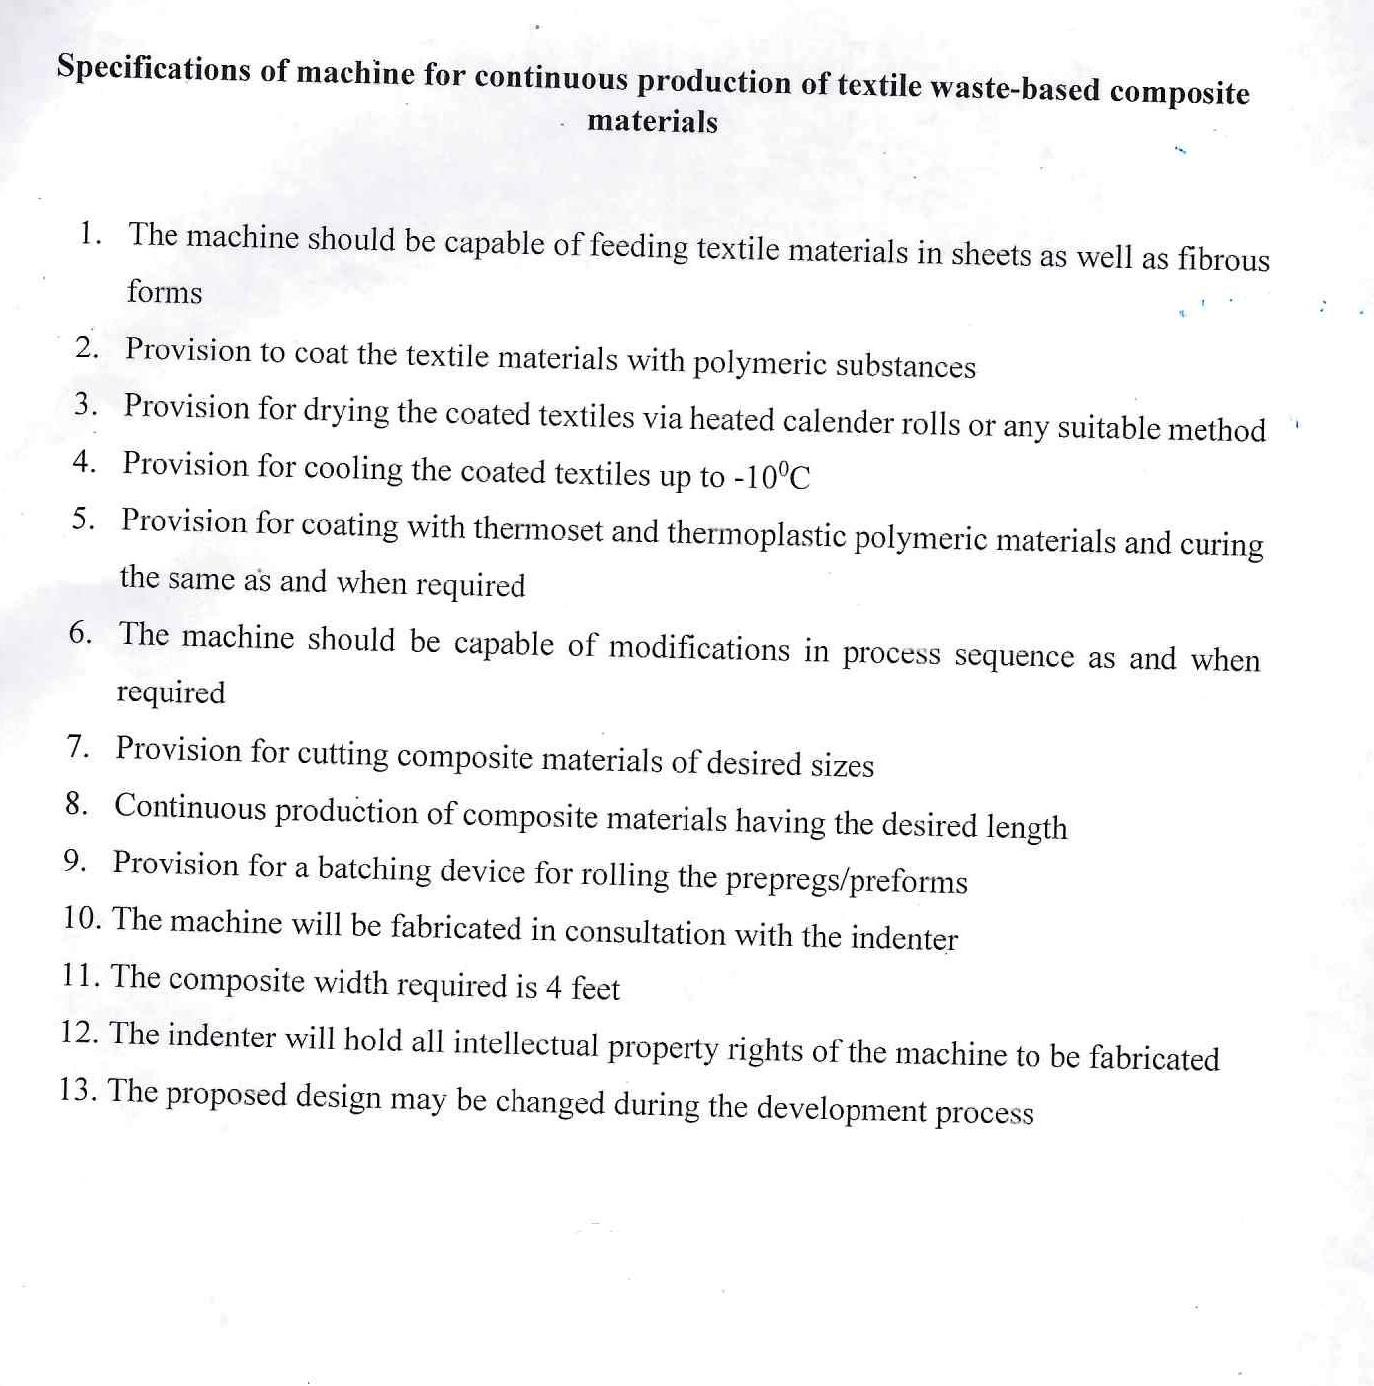 Specifications of machine for continuous production of textile waste-based composite
materials
1. The machine should be capable of feeding textile materials in sheets as well as fibrous
forms
2. Provision to coat the textile materials with polymeric substances
3. Provision for drying the coated textiles via heated calender rolls or any suitable method
4. Provision for cooling the coated textiles up to -10⁰C
5. Provision for coating with thermoset and thermoplastic polymeric materials and curing
the same as and when required
6. The machine should be capable of modifications in process sequence as and when
required
7. Provision for cutting composite materials of desired sizes
8. Continuous production of composite materials having the desired length
9. Provision for a batching device for rolling the prepregs/preforms
10. The machine will be fabricated in consultation with the indenter
11. The composite width required is 4 feet
12. The indenter will hold all intellectual property rights of the machine to be fabricated
13. The proposed design may be changed during the development process